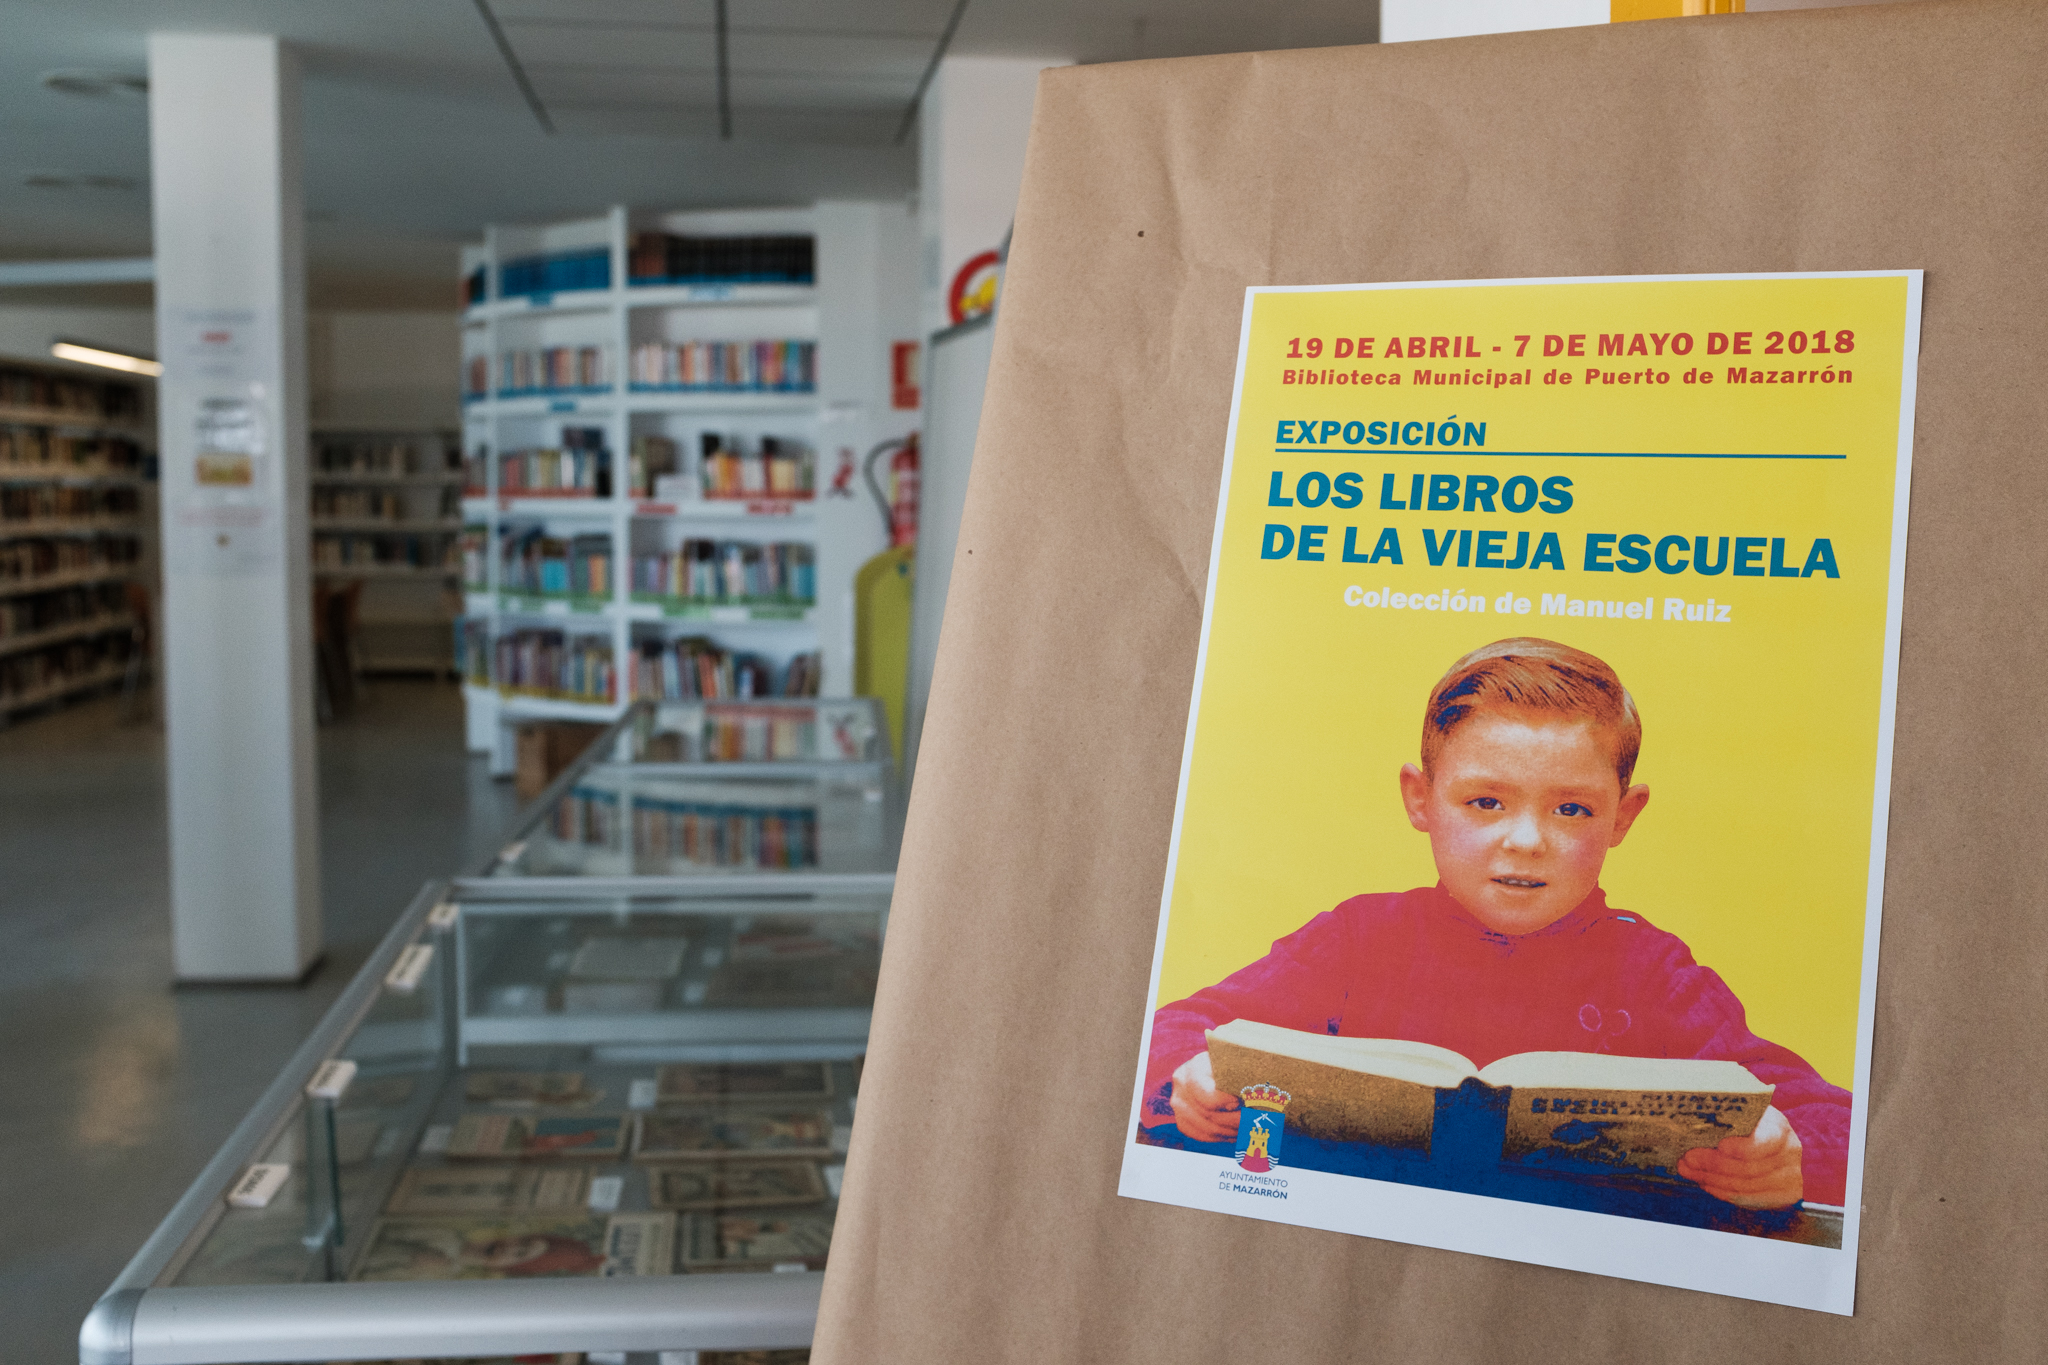 19 DE ABRIL - 7 DE MAYO DE 2018
Biblioteca Municipal de Puerto de Mazarrón
EXPOSICIÓN
LOS LIBROS
DE LA VIEJA ESCUELA
Colección de Manuel Ruiz
AYUNTAMIENTO
DE MAZARRÓN